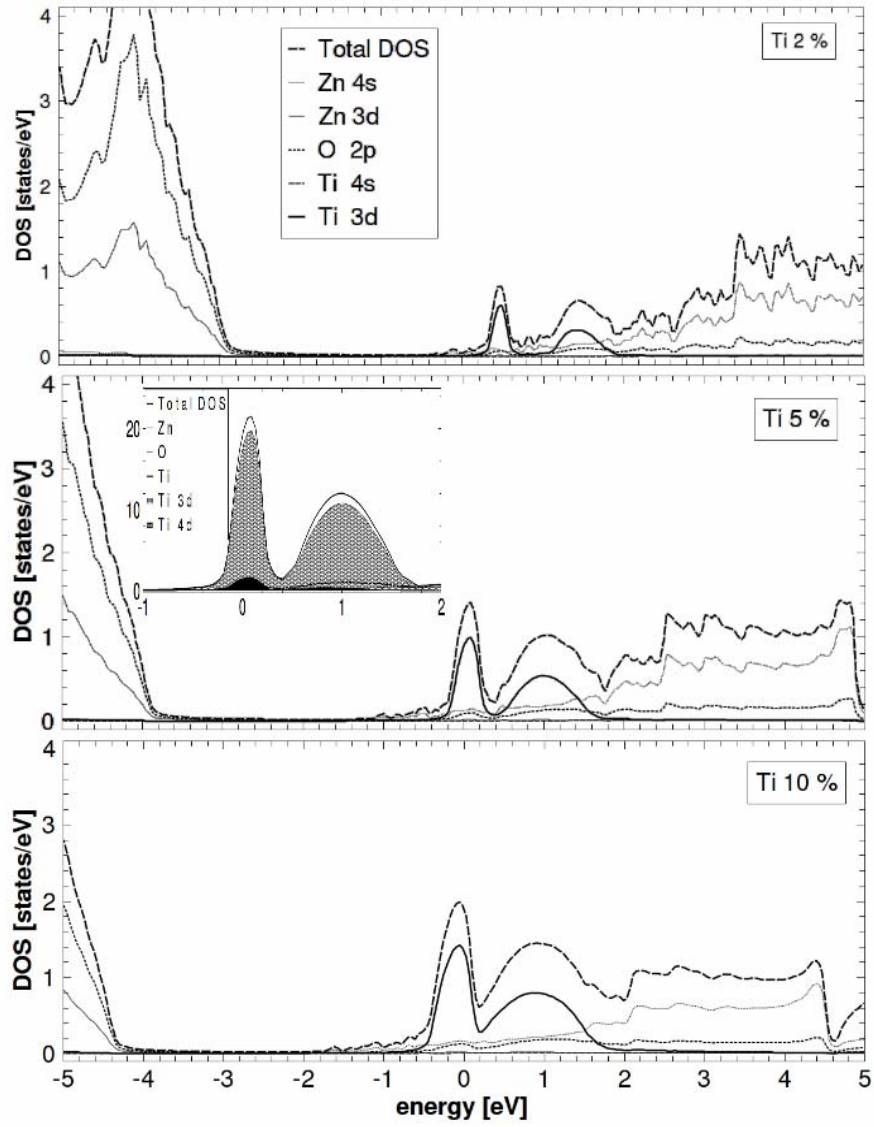 4
3
2
1
0
DOS [states/eV]
Total DOS
Zn 4s
Zn 3d
O 2p
Ti 4s
Ti 3d
Ti 2 %
4
3
2
1
0
DOS [states/eV]
Total DOS
Zn
O
Ti
Ti 3d
Ti 4d
20
10
0
-1 0 1 2
Ti 5 %
3
2
1
0
DOS [states/eV]
Ti 10 %
-5 -4 -3 -2 -1 0 1 2 3 4 5
energy [eV]